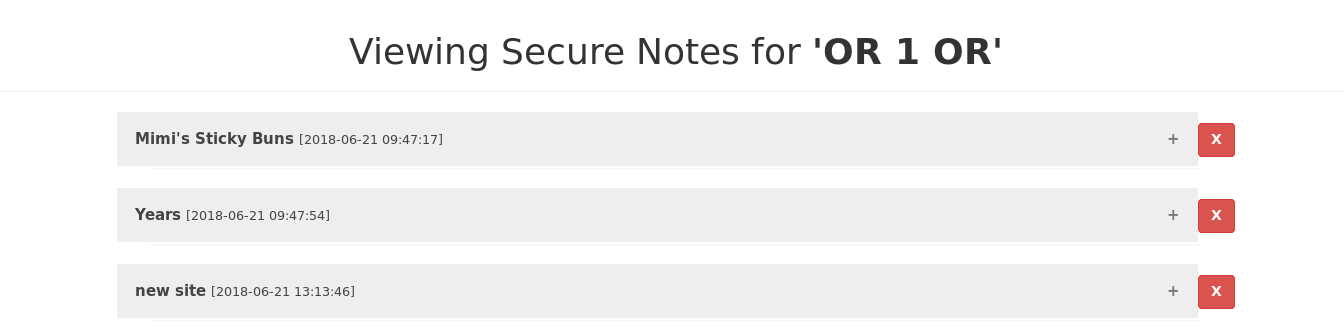 Viewing Secure Notes for 'OR 1 OR'
Mimi's Sticky Buns [2018-06-21 09:47:17] + X
Years [2018-06-21 09:47:54] + X
new site [2018-06-21 13:13:46] + X